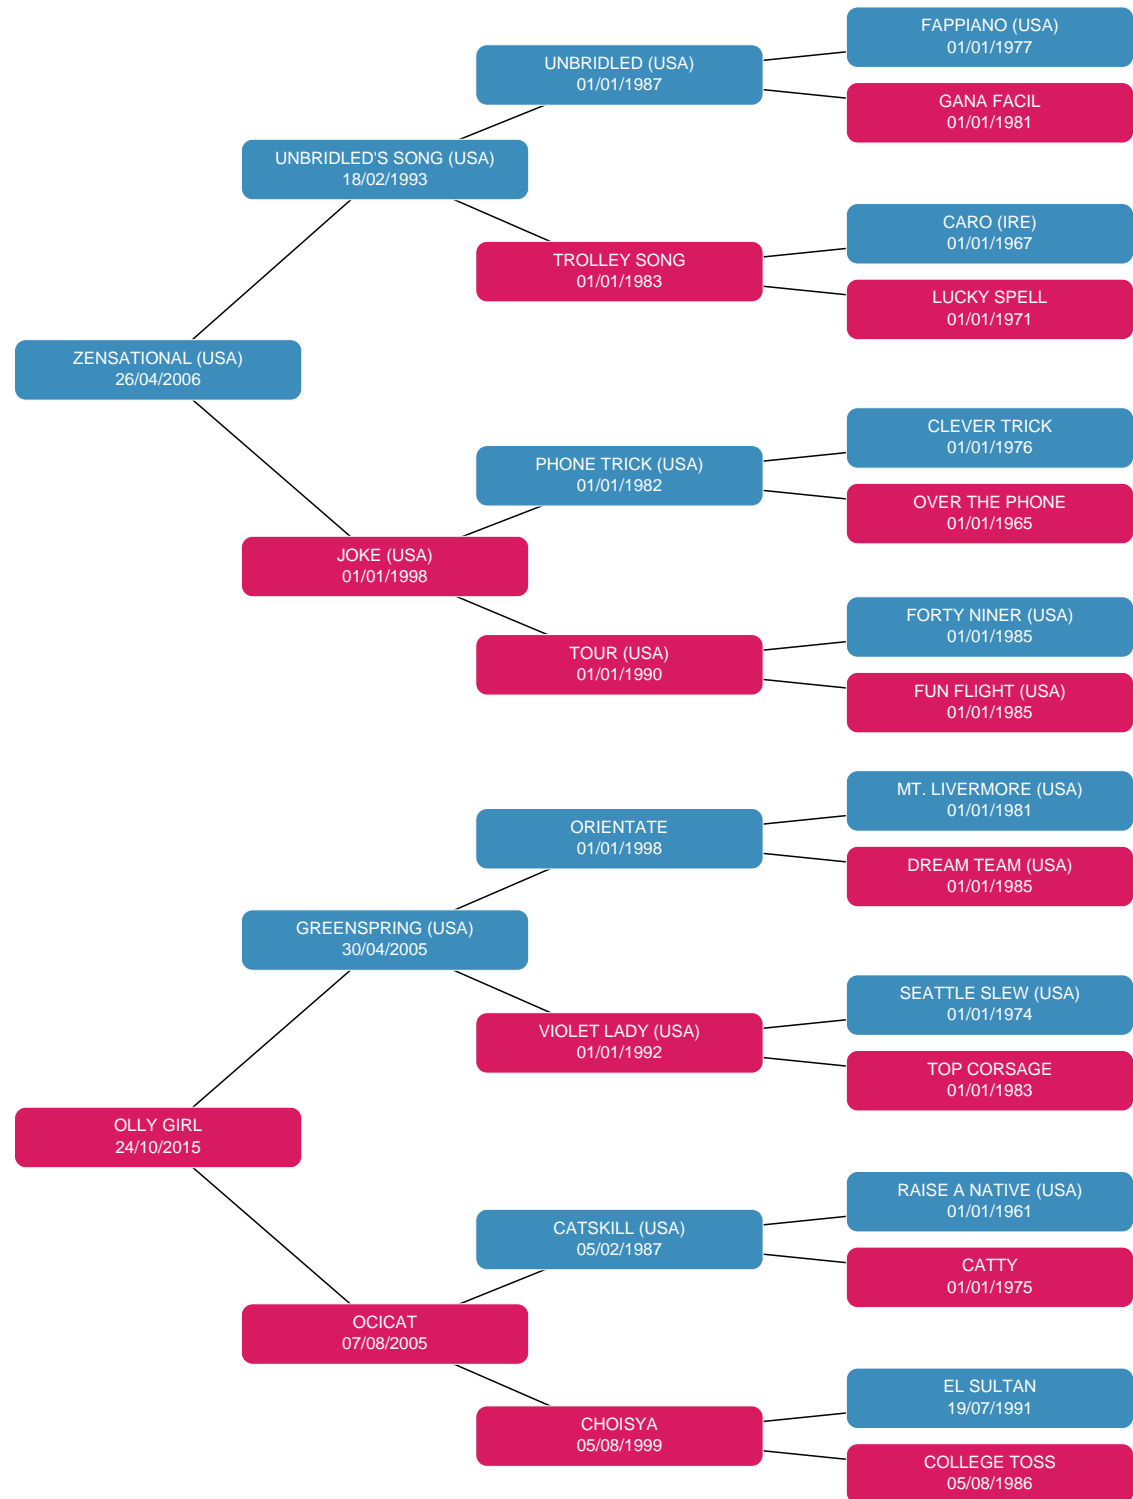 FAPPIANO (USA)
01/01/1977
UNBRIDLED (USA)
01/01/1987
GANA FACIL
01/01/1981
UNBRIDLED'S SONG (USA)
18/02/1993
CARO (IRE)
01/01/1967
TROLLEY SONG
01/01/1983
LUCKY SPELL
01/01/1971
ZENSATIONAL (USA)
26/04/2006
CLEVER TRICK
01/01/1976
PHONE TRICK (USA)
01/01/1982
OVER THE PHONE
01/01/1965
JOKE (USA)
01/01/1998
FORTY NINER (USA)
01/01/1985
TOUR (USA)
01/01/1990
FUN FLIGHT (USA)
01/01/1985
MT. LIVERMORE (USA)
01/01/1981
ORIENTATE
01/01/1998
DREAM TEAM (USA)
01/01/1985
GREENSPRING (USA)
30/04/2005
SEATTLE SLEW (USA)
01/01/1974
VIOLET LADY (USA)
01/01/1992
TOP CORSAGE
01/01/1983
OLLY GIRL
24/10/2015
RAISE A NATIVE (USA)
01/01/1961
CATSKILL (USA)
05/02/1987
CATTY
01/01/1975
OCICAT
07/08/2005
EL SULTAN
19/07/1991
CHOISYA
05/08/1999
COLLEGE TOSS
05/08/1986